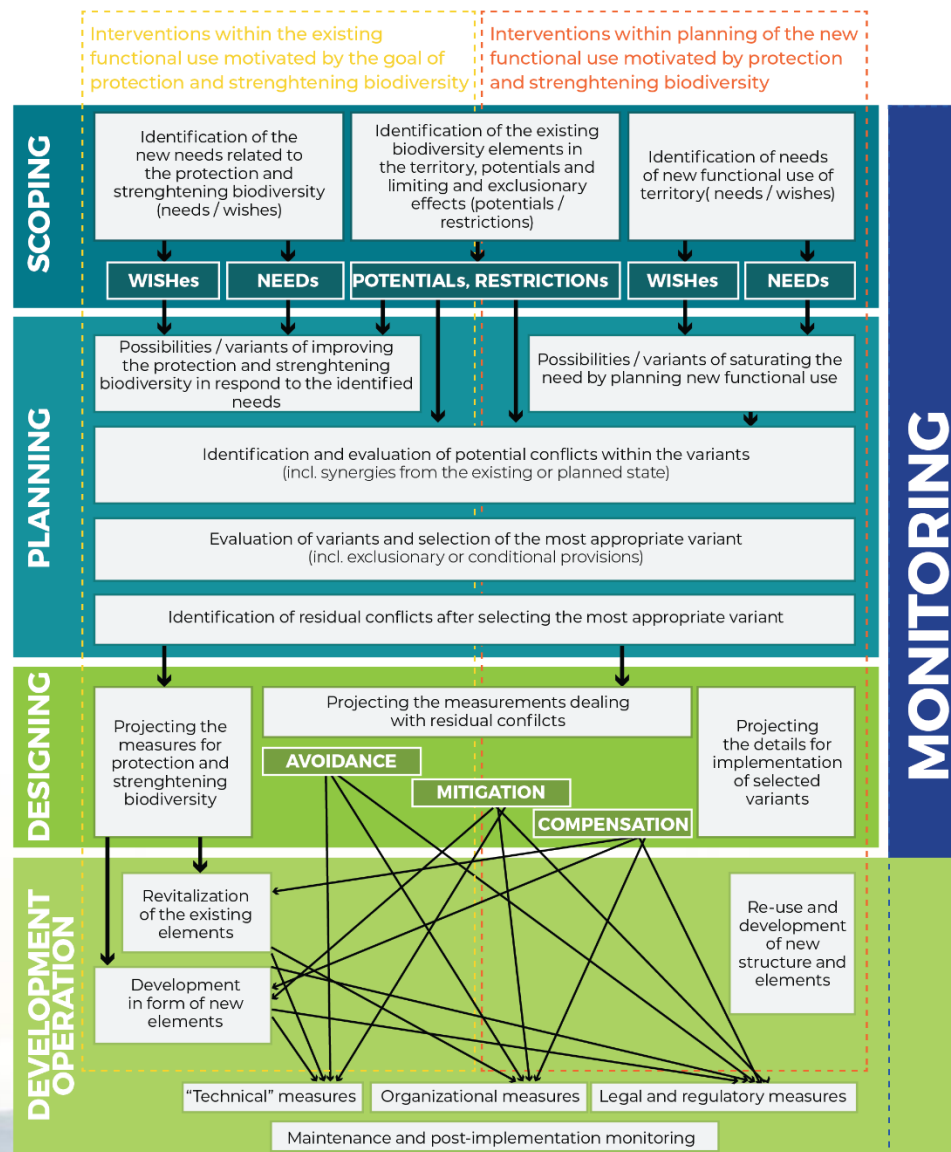 Interventions within the existing
functional use motivated by the goal of
protection and strenghtening biodiversity
Interventions within planning of the new
functional use motivated by protection
and strenghtening biodiversity
SCOPING
Identification of the
new needs related to
the protection and
strenghtening biodiversity
(needs / wishes)
Identification of the existing
biodiversity elements in
the territory, potentials and
limiting and exclusionary
effects (potentials /
restrictions)
Identification of needs
of new functional use of
territory( needs / wishes)
WISHes
NEEDs
POTENTIALS, RESTRICTIONs
WISHes
NEEDs
PLANNING
Possibilities / variants of improving
the protection and strenghtening
biodiversity in respond to the identified
needs
Possibilities / variants of saturating the
need by planning new functional use
Identification and evaluation of potential conflicts within the variants
(incl. synergies from the existing or planned state)
Evaluation of variants and selection of the most appropriate variant
(incl. exclusionary or conditional provisions)
Identification of residual conflicts after selecting the most appropriate variant
MONITORING
DESIGNING
Projecting the
measures for
protection and
strenghtening
biodiversity
Projecting the measurements dealing
with residual confilcts
Projecting
the details for
implementation
of selected
variants
AVOIDANCE
MITIGATION
COMPENSATION
DEVELOPMENT
OPERATION
Revitalization
of the existing
elements
Development
in form of new
elements
Re-use and
development
of new
structure and
elements
“Technical” measures
Organizational measures
Legal and regulatory measures
Maintenance and post-implementation monitoring